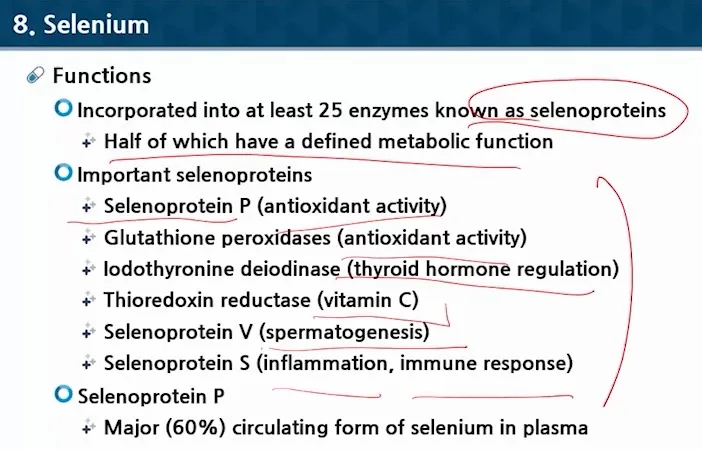 8. Selenium
Functions
Incorporated into at least 25 enzymes known as selenoproteins
Half of which have a defined metabolic function
Important selenoproteins
Selenoprotein P (antioxidant activity)
Glutathione peroxidases (antioxidant activity)
Iodothyronine deiodinase (thyroid hormone regulation)
Thioredoxin reductase (vitamin C)
Selenoprotein V (spermatogenesis)
Selenoprotein S (inflammation, immune response)
Selenoprotein P
Major (60%) circulating form of selenium in plasma